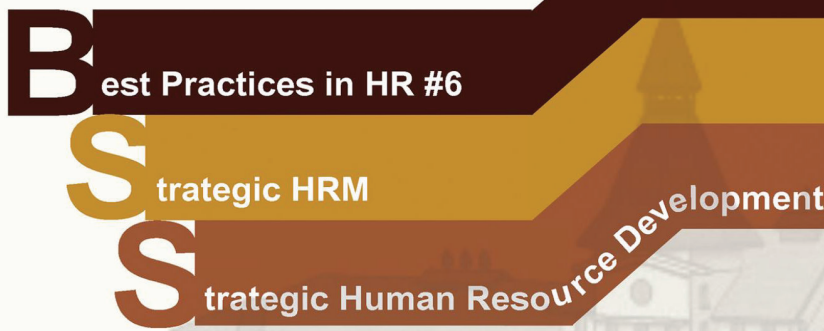 Best Practices in HR #6
Strategic HRM
Strategic Human Resource Development